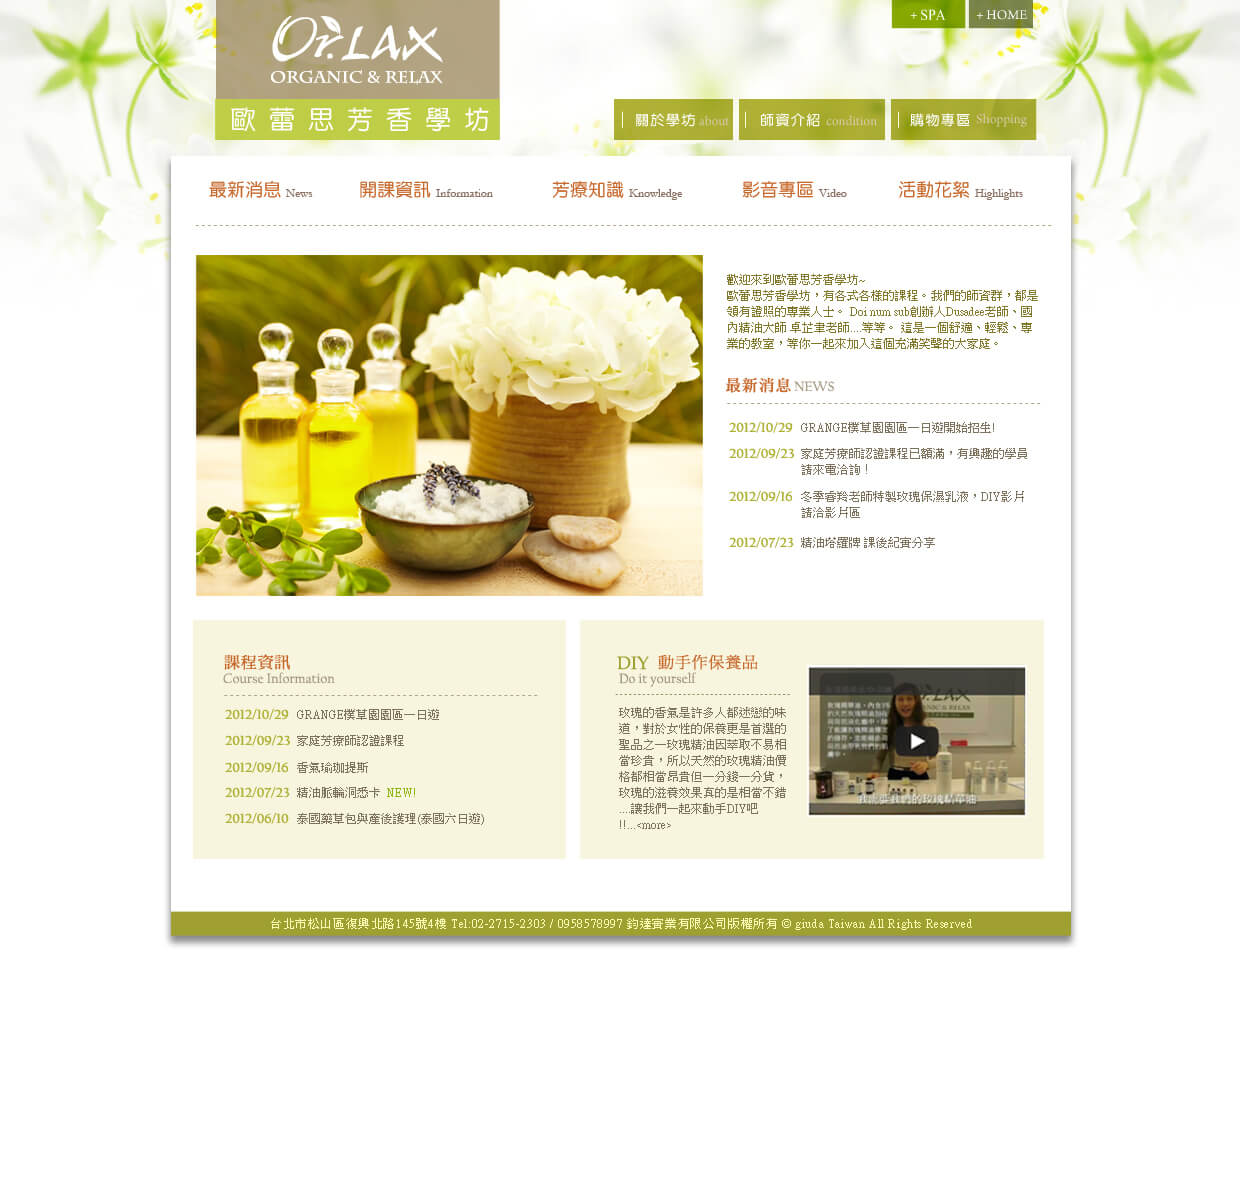 OR.LAX
ORGANIC & RELAX
歐蕾思芳香學坊
+ SPA
+ HOME
關於學坊 about
師資介紹 condition
購物專區 Shopping
最新消息 News
開課資訊 Information
芳療知識 Knowledge
影音專區 Video
活動花絮 Highlights
歡迎來到歐蕾思芳香學坊~
歐蕾思芳香學坊，有各式各樣的課程。我們的師資群，都是
領有證照的專業人士。 Doi num sub創辦人Dusadee老師、國
內精油大師 卓芷聿老師....等等。 這是一個舒適、輕鬆、專
業的教室，等你一起來加入這個充滿笑聲的大家庭。
最新消息 NEWS
2012/10/29 GRANGE樸草園園區一日遊開始招生!
2012/09/23 家庭芳療師認證課程已額滿，有興趣的學員
請來電洽詢！
2012/09/16 冬季睿羚老師特製玫瑰保濕乳液，DIY影片
請洽影片區
2012/07/23 精油塔羅牌 課後紀實分享
課程資訊
Course Information
2012/10/29 GRANGE樸草園園區一日遊
2012/09/23 家庭芳療師認證課程
2012/09/16 香氣瑜珈提斯
2012/07/23 精油脈輪洞悉卡 NEW!
2012/06/10 泰國藥草包與產後護理(泰國六日遊)
DIY 動手作保養品
Do it yourself
玫瑰的香氣是許多人都迷戀的味
道，對於女性的保養更是首選的
聖品之一玫瑰精油因萃取不易相
當珍貴，所以天然的玫瑰精油價
格都相當昂貴但一分錢一分貨，
玫瑰的滋養效果真的是相當不錯
....讓我們一起來動手DIY吧
!!...<more>
台北市松山區復興北路145號4樓 Tel:02-2715-2303 / 0958578997 鈞達實業有限公司版權所有 © giuda Taiwan All Rights Reserved